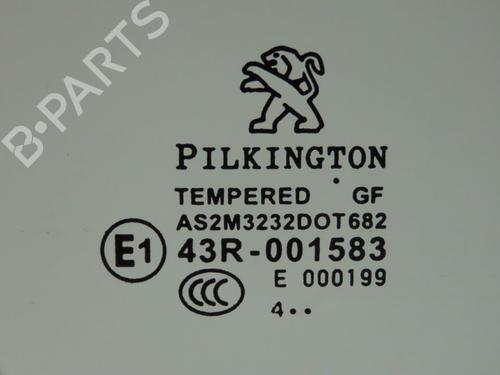 B-PARTS
PILKINGTON
TEMPERED GF
AS2M3232DOT682
E1 43R-001583
CCC E 000199
4..